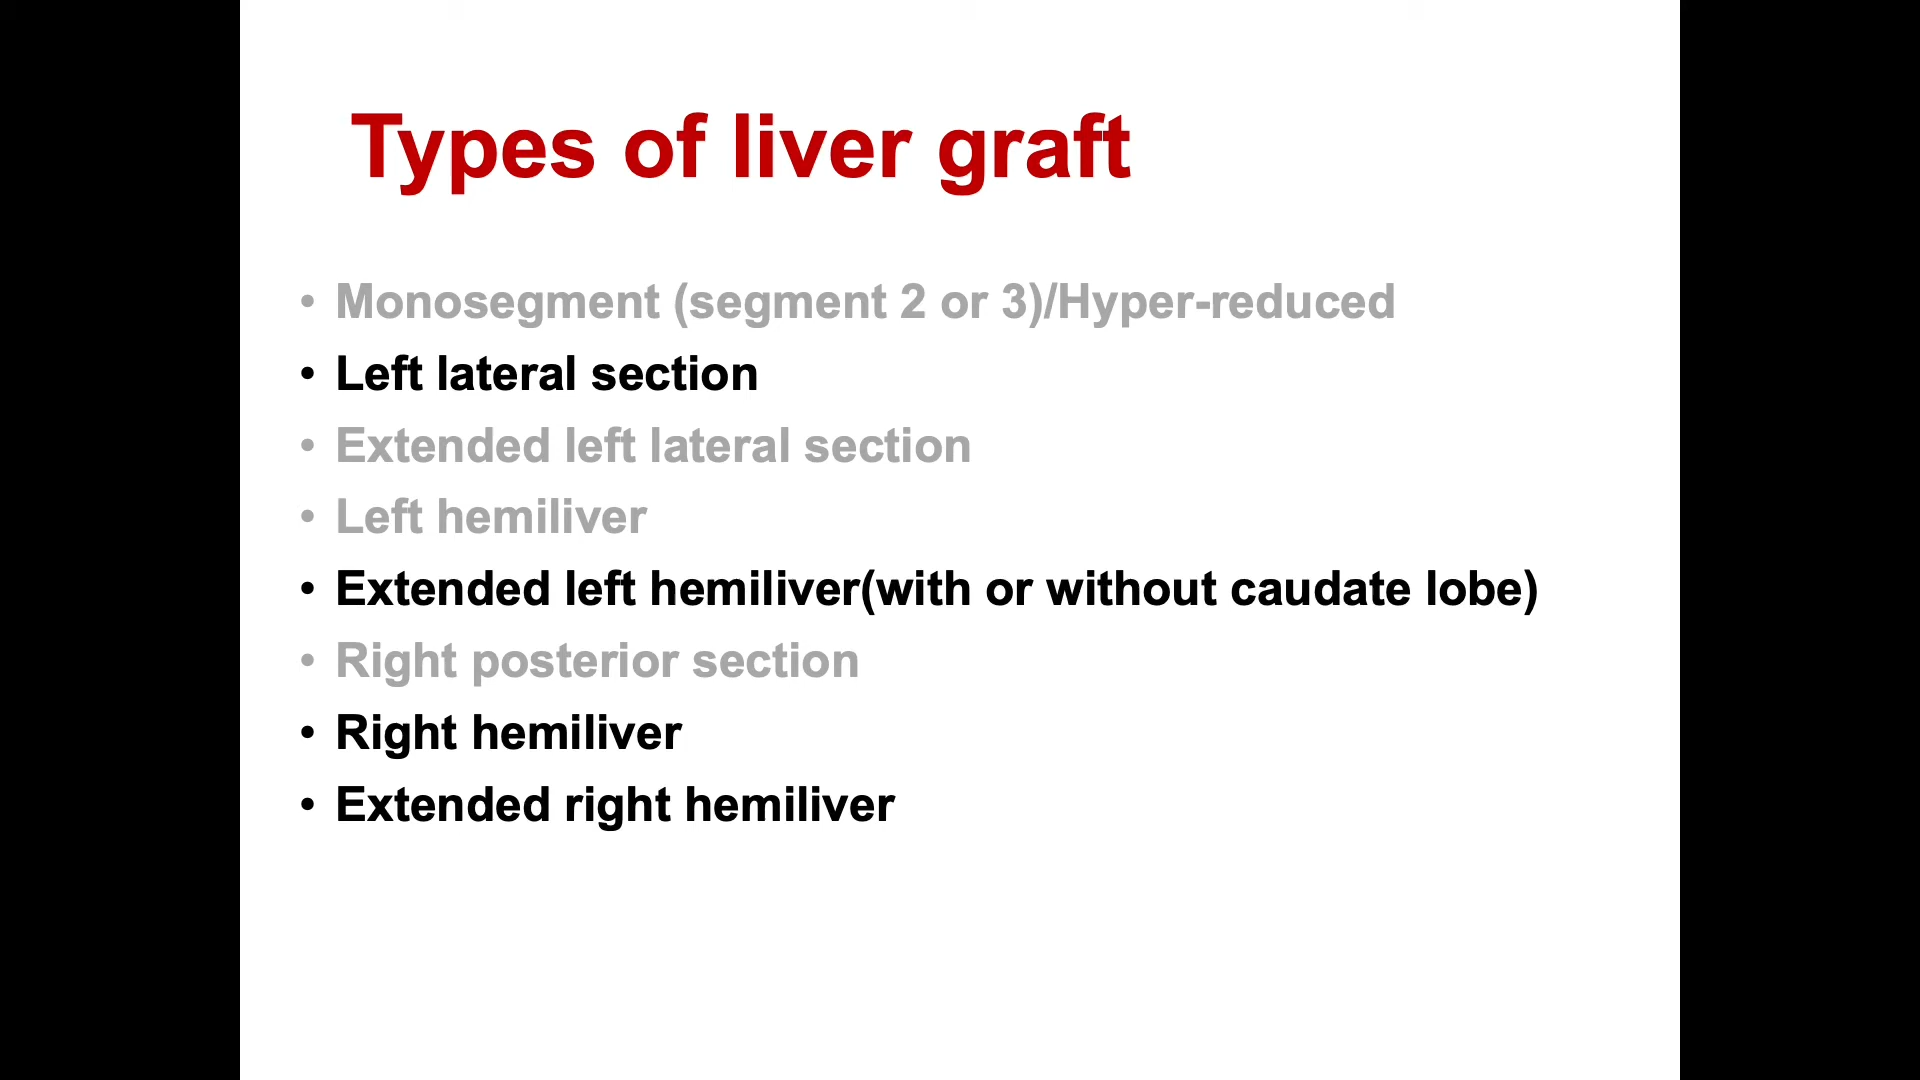 Types of liver graft
• Monosegment (segment 2 or 3)/Hyper-reduced
• Left lateral section
• Extended left lateral section
• Left hemiliver
• Extended left hemiliver(with or without caudate lobe)
• Right posterior section
• Right hemiliver
• Extended right hemiliver